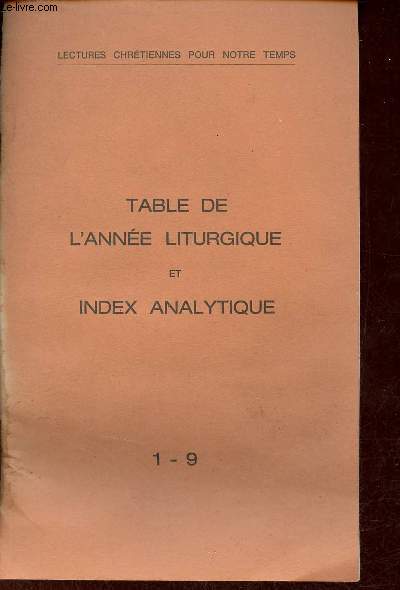 Le-livre.com
LECTURES CHRÉTIENNES POUR NOTRE TEMPS
TABLE DE
L'ANNÉE LITURGIQUE
ET
INDEX ANALYTIQUE
1 - 9